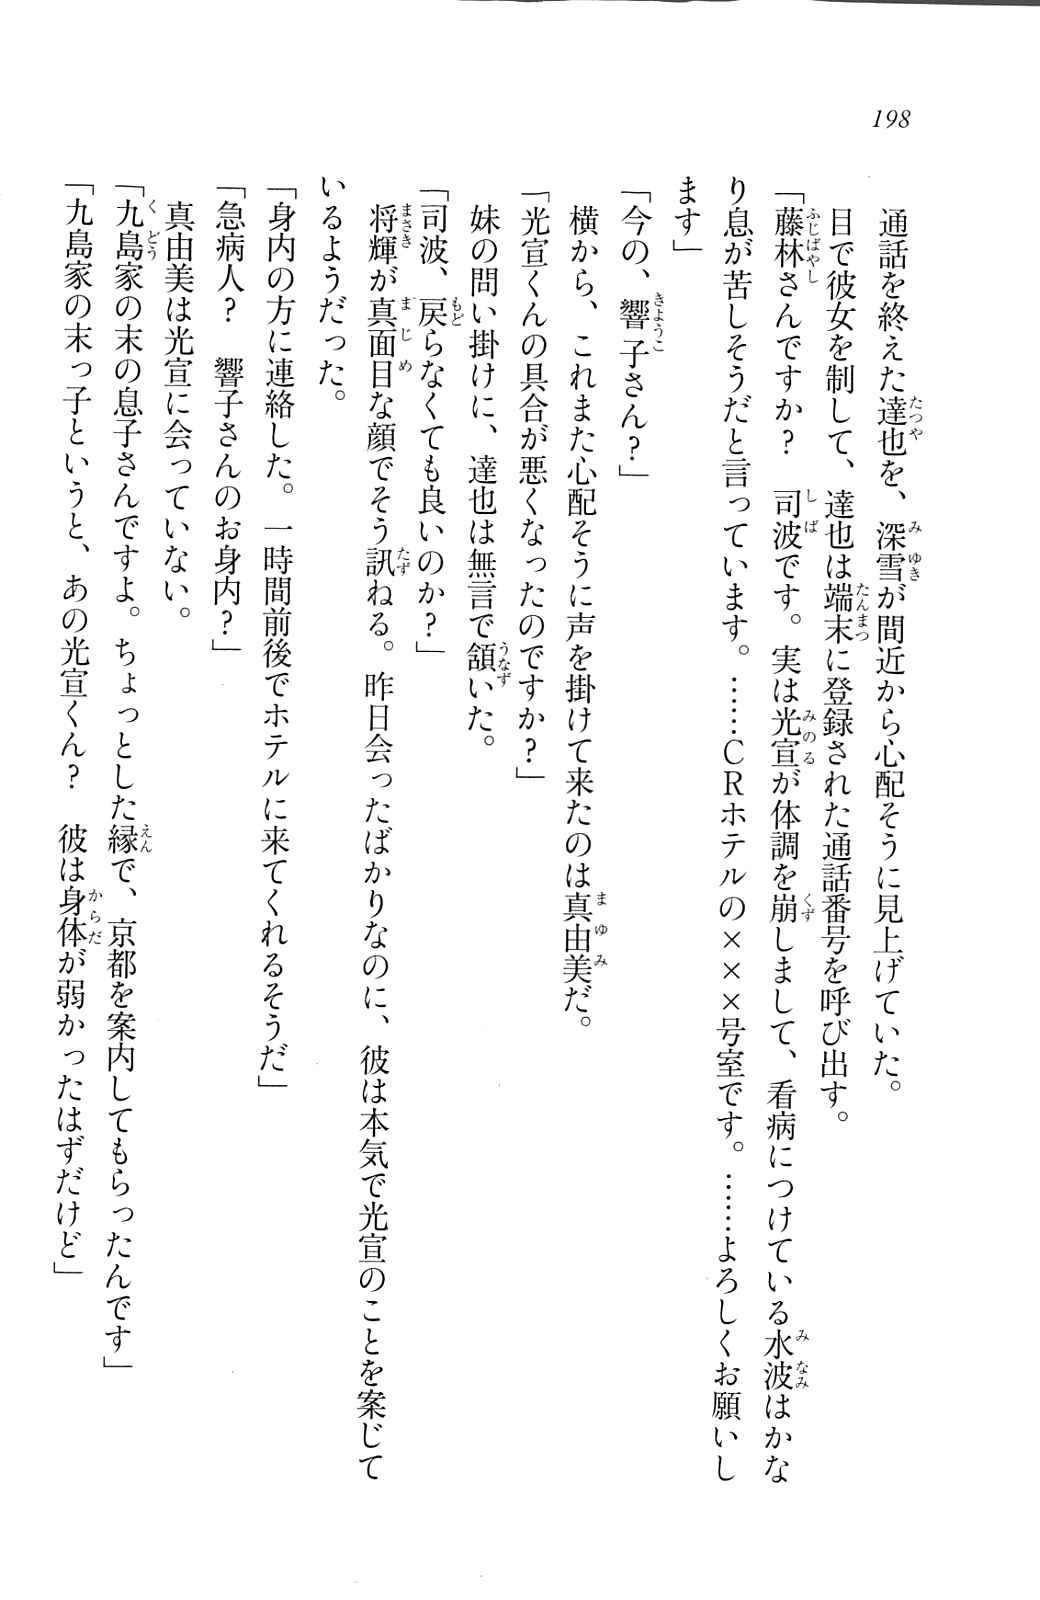 198
　通話を終えた達也を、深雪が間近から心配そうに見上げていた。
　目で彼女を制して、達也は端末に登録された通話番号を呼び出す。
「藤林さんですか？　司波です。実は光宣が体調を崩しまして、看病につけている水波はかな
り息が苦しそうだと言っています。……ＣＲホテルの×××号室です。……よろしくお願いし
ます」
「今の、響子さん？」
　横から、これまた心配そうに声を掛けて来たのは真由美だ。
「光宣くんの具合が悪くなったのですか？」
　妹の問い掛けに、達也は無言で頷いた。
「司波、戻らなくても良いのか？」
　将輝が真面目な顔でそう訊ねる。昨日会ったばかりなのに、彼は本気で光宣のことを案じて
いるようだった。
「身内の方に連絡した。一時間前後でホテルに来てくれるそうだ」
「急病人？　響子さんのお身内？」
　真由美は光宣に会っていない。
「九島家の末の息子さんですよ。ちょっとした縁で、京都を案内してもらったんです」
「九島家の末っ子というと、あの光宣くん？　彼は身体が弱かったはずだけど」